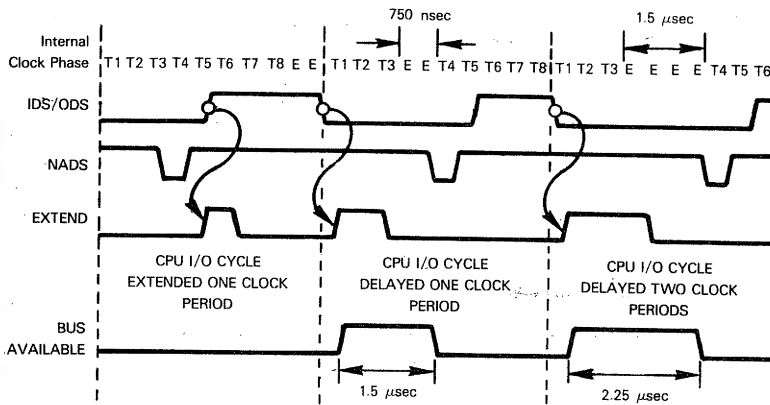 750 nsec
1.5 μsec
Internal
Clock Phase T1 T2 T3 T4 T5 T6 T7 T8 E E T1 T2 T3 E E T4 T5 T6 T7 T8 T1 T2 T3 E E E E T4 T5 T6
IDS/ODS
NADS
EXTEND
CPU I/O CYCLE
EXTENDED ONE CLOCK
PERIOD
CPU I/O CYCLE
DELAYED ONE CLOCK
PERIOD
CPU I/O CYCLE
DELAYED TWO CLOCK
PERIODS
BUS
AVAILABLE
1.5 μsec
2.25 μsec